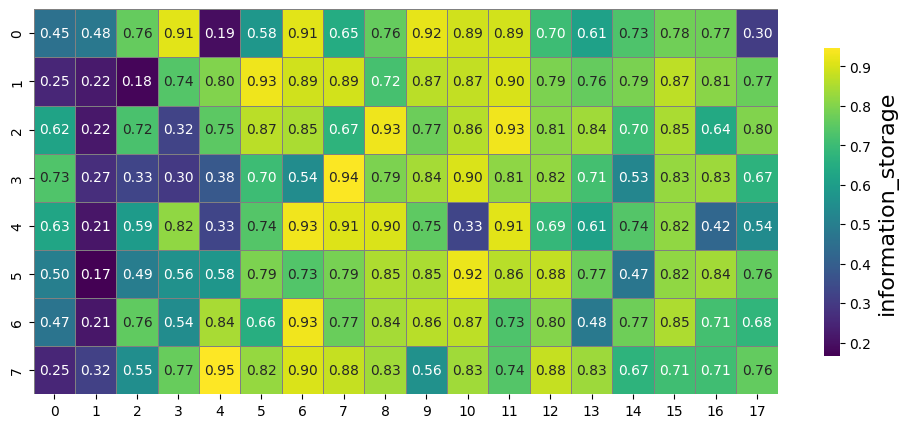 0 0.45 0.48 0.76 0.91 0.19 0.58 0.91 0.65 0.76 0.92 0.89 0.89 0.70 0.61 0.73 0.78 0.77 0.30
1 0.25 0.22 0.18 0.74 0.80 0.93 0.89 0.89 0.72 0.87 0.87 0.90 0.79 0.76 0.79 0.87 0.81 0.77
2 0.62 0.22 0.72 0.32 0.75 0.87 0.85 0.67 0.93 0.77 0.86 0.93 0.81 0.84 0.70 0.85 0.64 0.80
3 0.73 0.27 0.33 0.30 0.38 0.70 0.54 0.94 0.79 0.84 0.90 0.81 0.82 0.71 0.53 0.83 0.83 0.67
4 0.63 0.21 0.59 0.82 0.33 0.74 0.93 0.91 0.90 0.75 0.33 0.91 0.69 0.61 0.74 0.82 0.42 0.54
5 0.50 0.17 0.49 0.56 0.58 0.79 0.73 0.79 0.85 0.85 0.92 0.86 0.88 0.77 0.47 0.82 0.84 0.76
6 0.47 0.21 0.76 0.54 0.84 0.66 0.93 0.77 0.84 0.86 0.87 0.73 0.80 0.48 0.77 0.85 0.71 0.68
7 0.25 0.32 0.55 0.77 0.95 0.82 0.90 0.88 0.83 0.56 0.83 0.74 0.88 0.83 0.67 0.71 0.71 0.76
0 1 2 3 4 5 6 7 8 9 10 11 12 13 14 15 16 17
0.9
0.8
0.7
0.6
0.5
0.4
0.3
0.2
information_storage